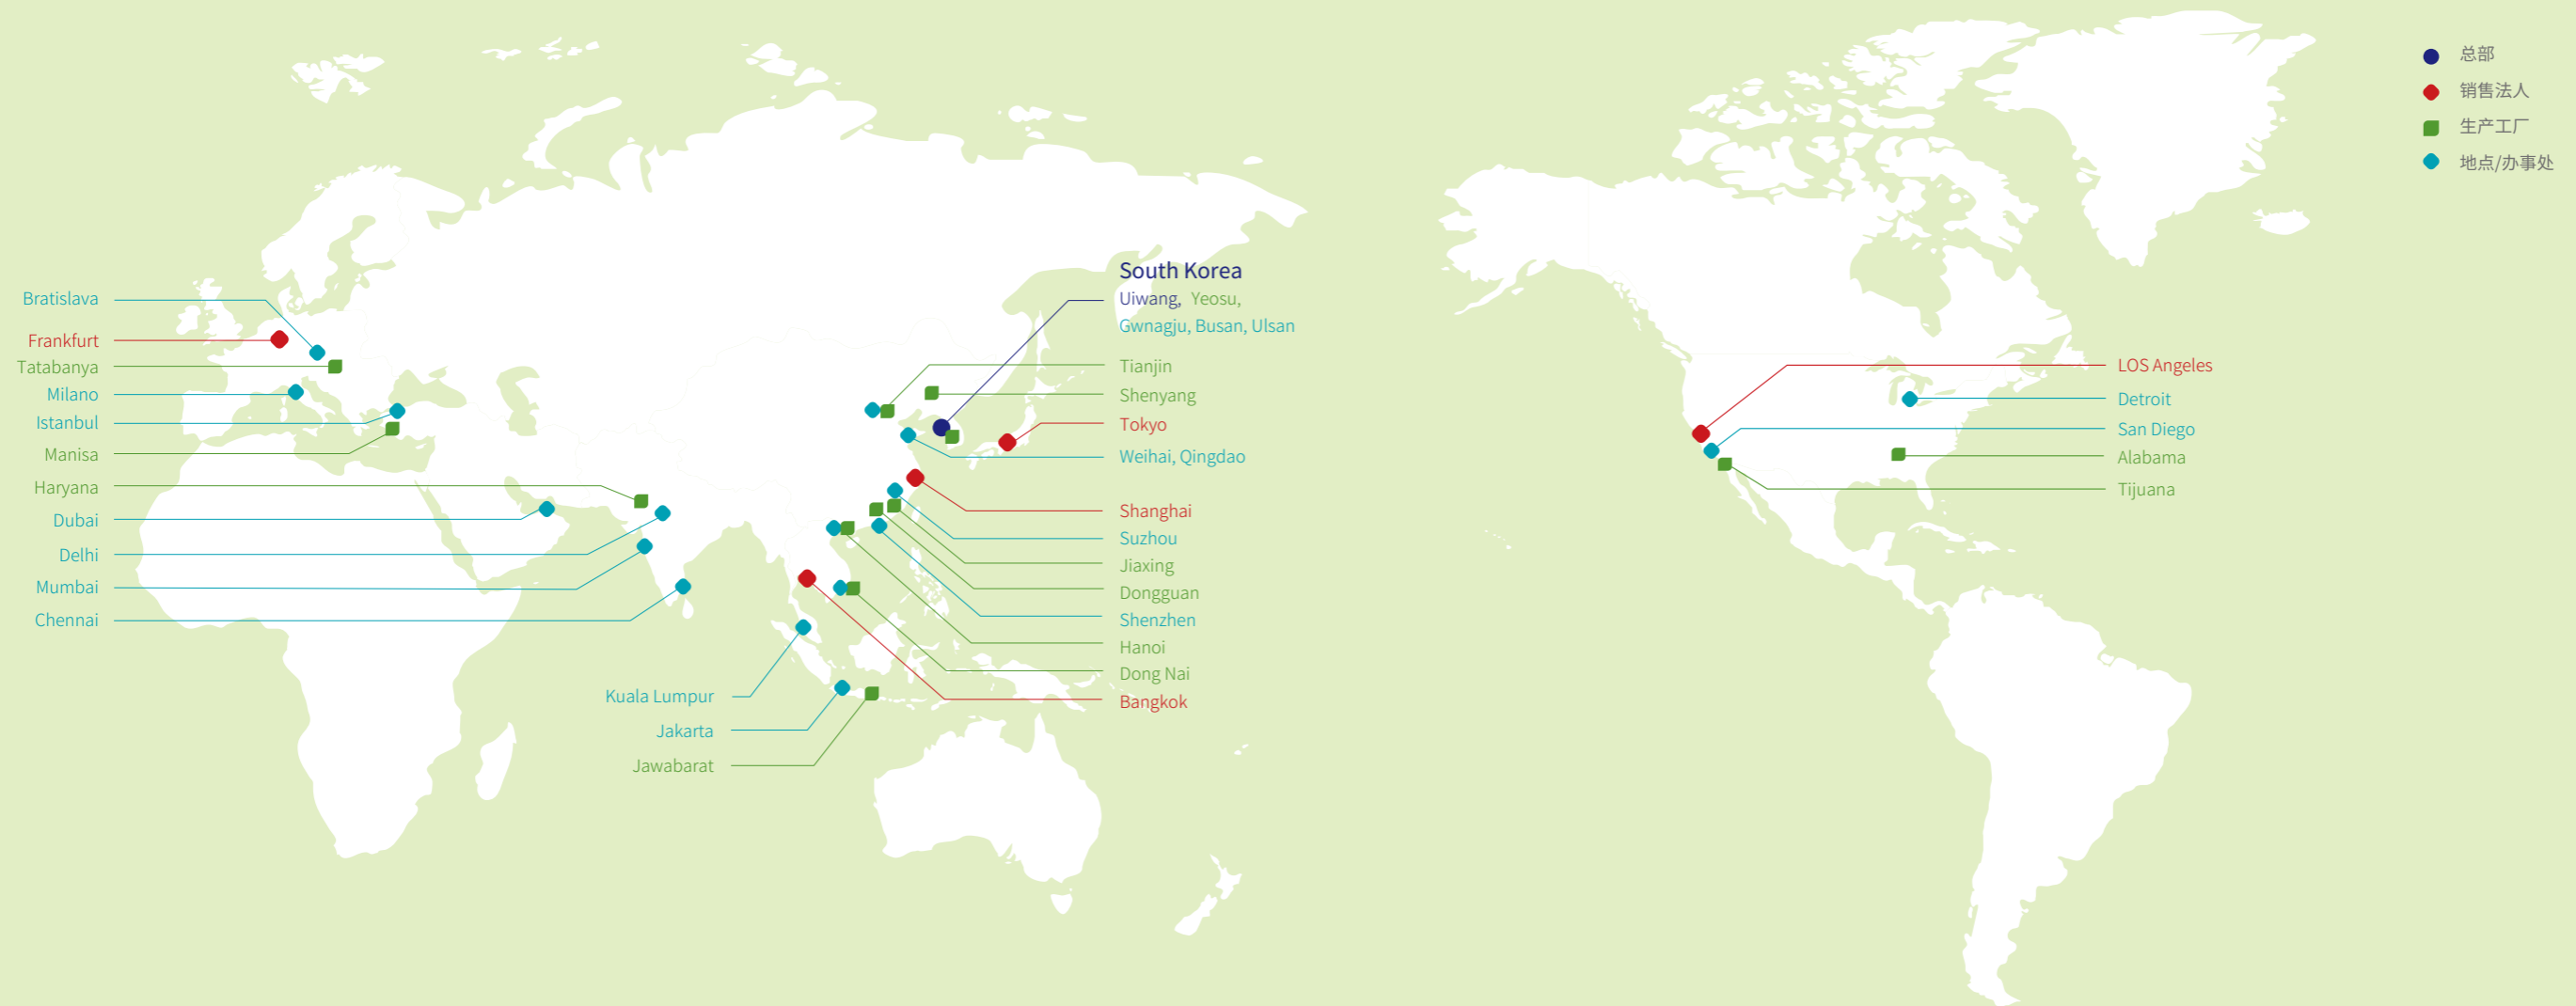 总部
销售法人
生产工厂
地点/办事处
Bratislava
Frankfurt
Tatabanya
Milano
Istanbul
Manisa
Haryana
Dubai
Delhi
Mumbai
Chennai
Kuala Lumpur
Jakarta
Jawabarat
South Korea
Uiwang, Yeosu,
Gwnagju, Busan, Ulsan
Tianjin
Shenyang
Tokyo
Weihai, Qingdao
Shanghai
Suzhou
Jiaxing
Dongguan
Shenzhen
Hanoi
Dong Nai
Bangkok
LOS Angeles
Detroit
San Diego
Alabama
Tijuana